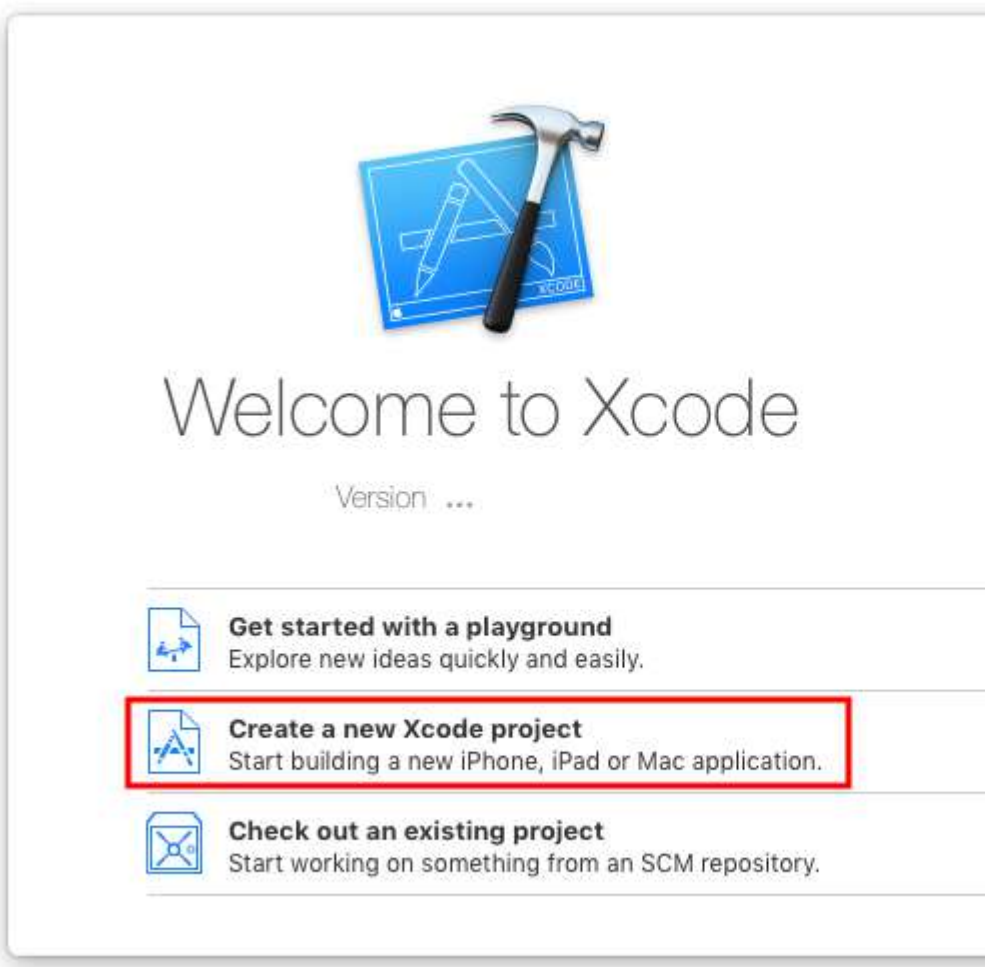 XCODE
Welcome to Xcode
Version ...
Get started with a playground
Explore new ideas quickly and easily.
Create a new Xcode project
Start building a new iPhone, iPad or Mac application.
Check out an existing project
Start working on something from an SCM repository.